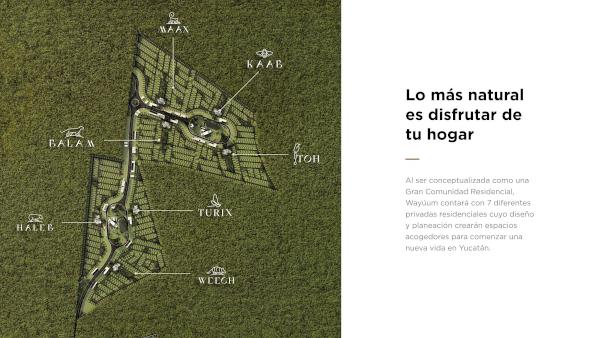 MAAX
KAAB
BALAM
TOH
TURIX
HALEB
WEECH
Lo más natural
es disfrutar de
tu hogar
Al ser conceptualizada como una
Gran Comunidad Residencial,
Wayúum contará con 7 diferentes
privadas residenciales cuyo diseño
y planeación crearán espacios
acogedores para comenzar una
nueva vida en Yucatán.